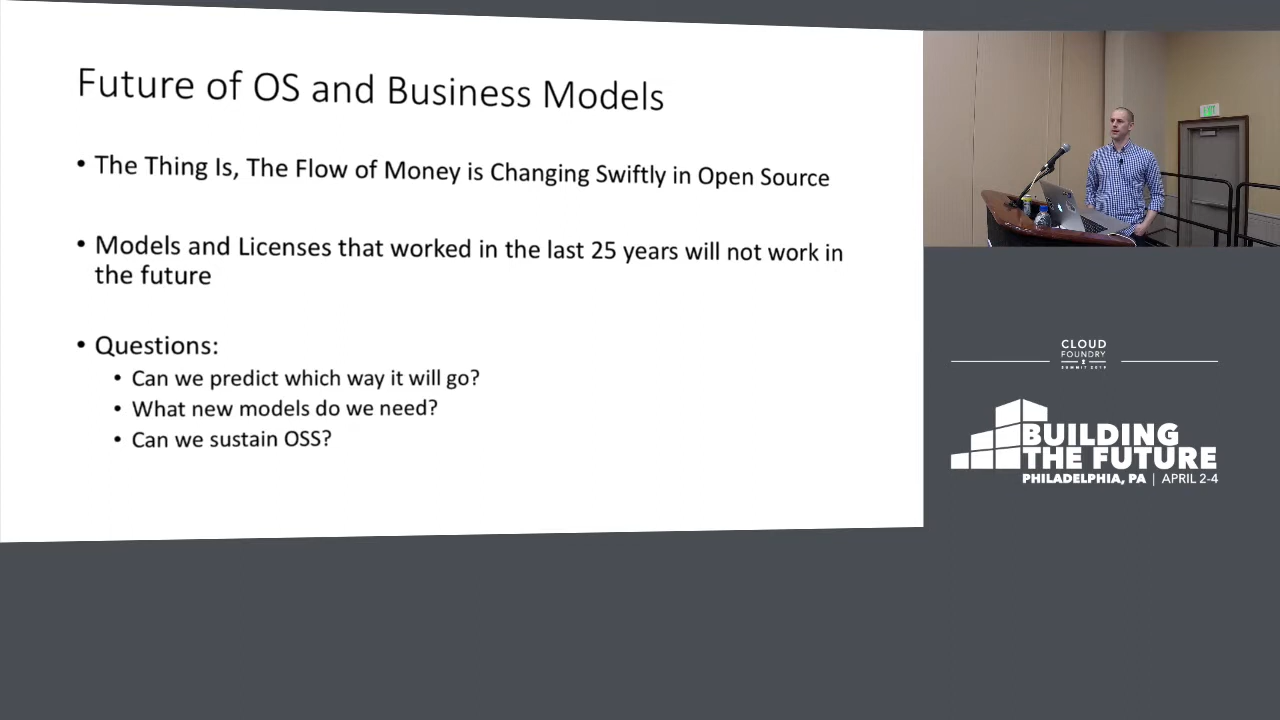 Future of OS and Business Models
• The Thing Is, The Flow of Money is Changing Swiftly in Open Source
• Models and Licenses that worked in the last 25 years will not work in
the future
• Questions:
• Can we predict which way it will go?
• What new models do we need?
• Can we sustain OSS?
EXIT
CLOUD
FOUNDRY
SUMMIT 2019
BUILDING
THE FUTURE
PHILADELPHIA, PA | APRIL 2-4